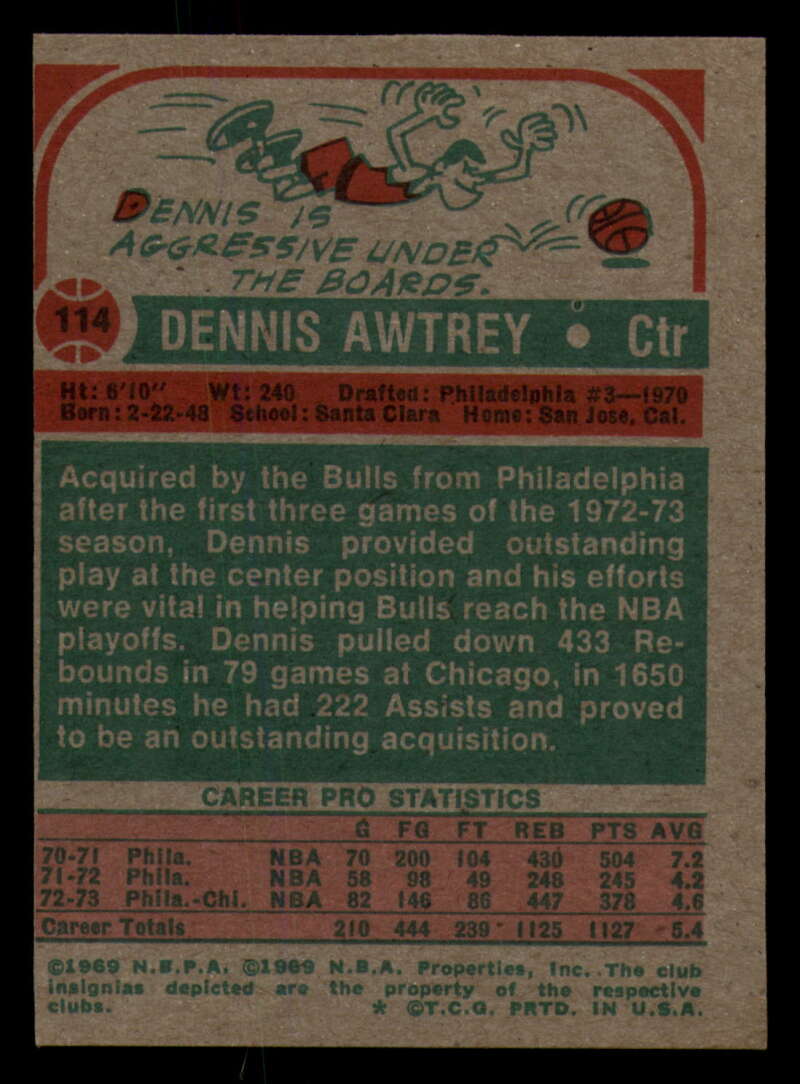 DENNIS IS
AGGRESSIVE UNDER
THE BOARDS.
114 DENNIS AWTREY • Ctr
Ht: 6'10" Wt: 240 Drafted: Philadelphia #3—1970
Born: 2-22-48 School: Santa Clara Home: San Jose, Cal.
Acquired by the Bulls from Philadelphia
after the first three games of the 1972-73
season, Dennis provided outstanding
play at the center position and his efforts
were vital in helping Bulls reach the NBA
playoffs. Dennis pulled down 433 Re-
bounds in 79 games at Chicago, in 1650
minutes he had 222 Assists and proved
to be an outstanding acquisition.
CAREER PRO STATISTICS
G FG FT REB PTS AVG
70-71 Phila. NBA 70 200 104 430 504 7.2
71-72 Phila. NBA 58 98 49 248 245 4.2
72-73 Phila.-Chi. NBA 82 146 86 447 378 4.6
Career Totals 210 444 239 1125 1127 5.4
©1969 N.B.P.A. ©1969 N.B.A. Properties, Inc. The club
insignias depicted are the property of the respective
clubs. * ©T.C.G. PRTD. IN U.S.A.